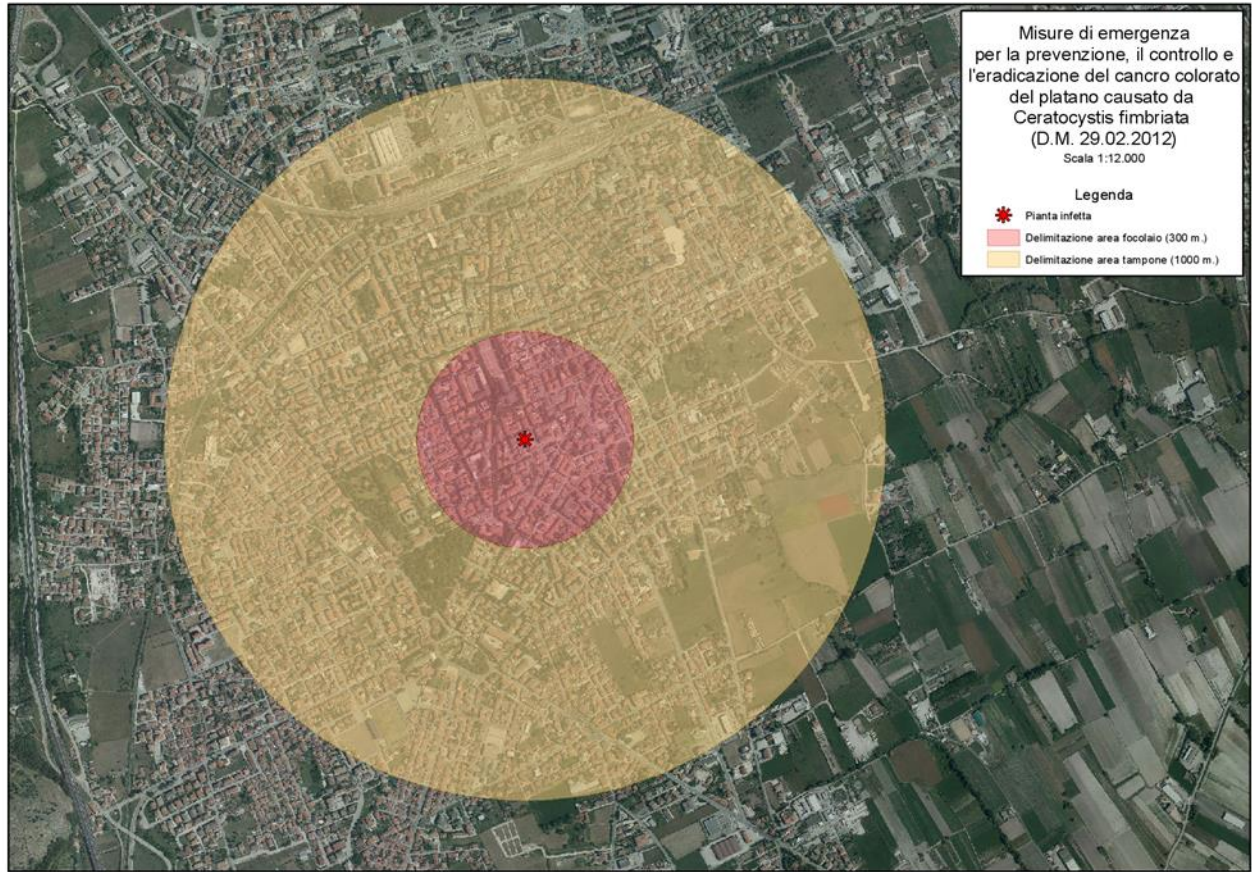 Misure di emergenza
per la prevenzione, il controllo e
l'eradicazione del cancro colorato
del platano causato da
Ceratocystis fimbriata
(D.M. 29.02.2012)
Scala 1:12.000
Legenda
Pianta infetta
Delimitazione area focolaio (300 m.)
Delimitazione area tampone (1000 m.)